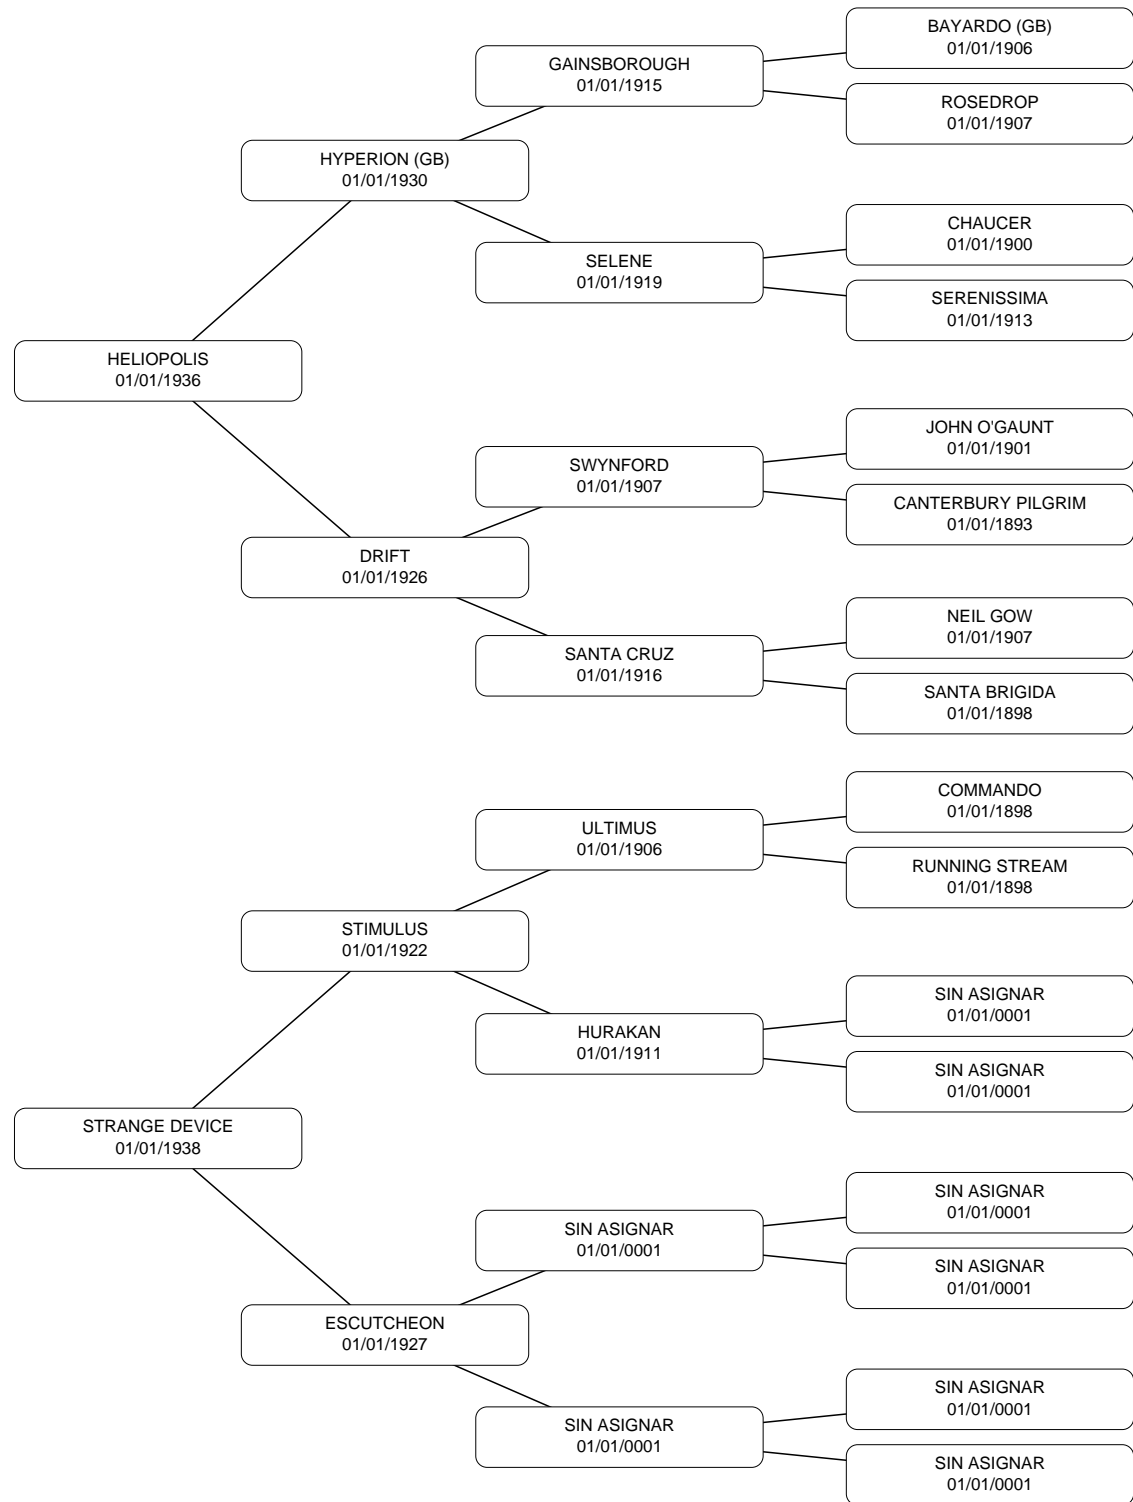 BAYARDO (GB)
01/01/1906
GAINSBOROUGH
01/01/1915
ROSEDROP
01/01/1907
HYPERION (GB)
01/01/1930
CHAUCER
01/01/1900
SELENE
01/01/1919
SERENISSIMA
01/01/1913
HELIOPOLIS
01/01/1936
JOHN O'GAUNT
01/01/1901
SWYNFORD
01/01/1907
CANTERBURY PILGRIM
01/01/1893
DRIFT
01/01/1926
NEIL GOW
01/01/1907
SANTA CRUZ
01/01/1916
SANTA BRIGIDA
01/01/1898
COMMANDO
01/01/1898
ULTIMUS
01/01/1906
RUNNING STREAM
01/01/1898
STIMULUS
01/01/1922
SIN ASIGNAR
01/01/0001
HURAKAN
01/01/1911
SIN ASIGNAR
01/01/0001
STRANGE DEVICE
01/01/1938
SIN ASIGNAR
01/01/0001
SIN ASIGNAR
01/01/0001
SIN ASIGNAR
01/01/0001
ESCUTCHEON
01/01/1927
SIN ASIGNAR
01/01/0001
SIN ASIGNAR
01/01/0001
SIN ASIGNAR
01/01/0001